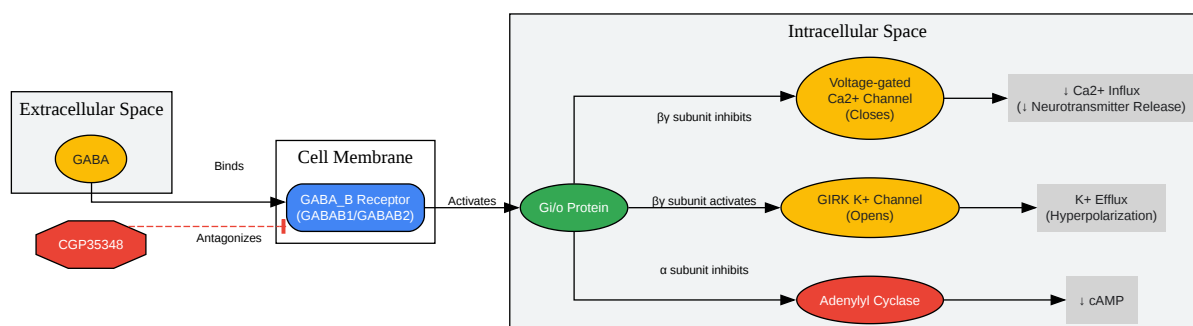 Extracellular Space
GABA
CGP35348
Binds
Antagonizes
Cell Membrane
GABA_B Receptor
(GABAB1/GABAB2)
Activates
Intracellular Space
Gi/o Protein
βγ subunit inhibits
Voltage-gated
Ca2+ Channel
(Closes)
↓ Ca2+ Influx
(↓ Neurotransmitter Release)
βγ subunit activates
GIRK K+ Channel
(Opens)
K+ Efflux
(Hyperpolarization)
α subunit inhibits
Adenylyl Cyclase
↓ cAMP